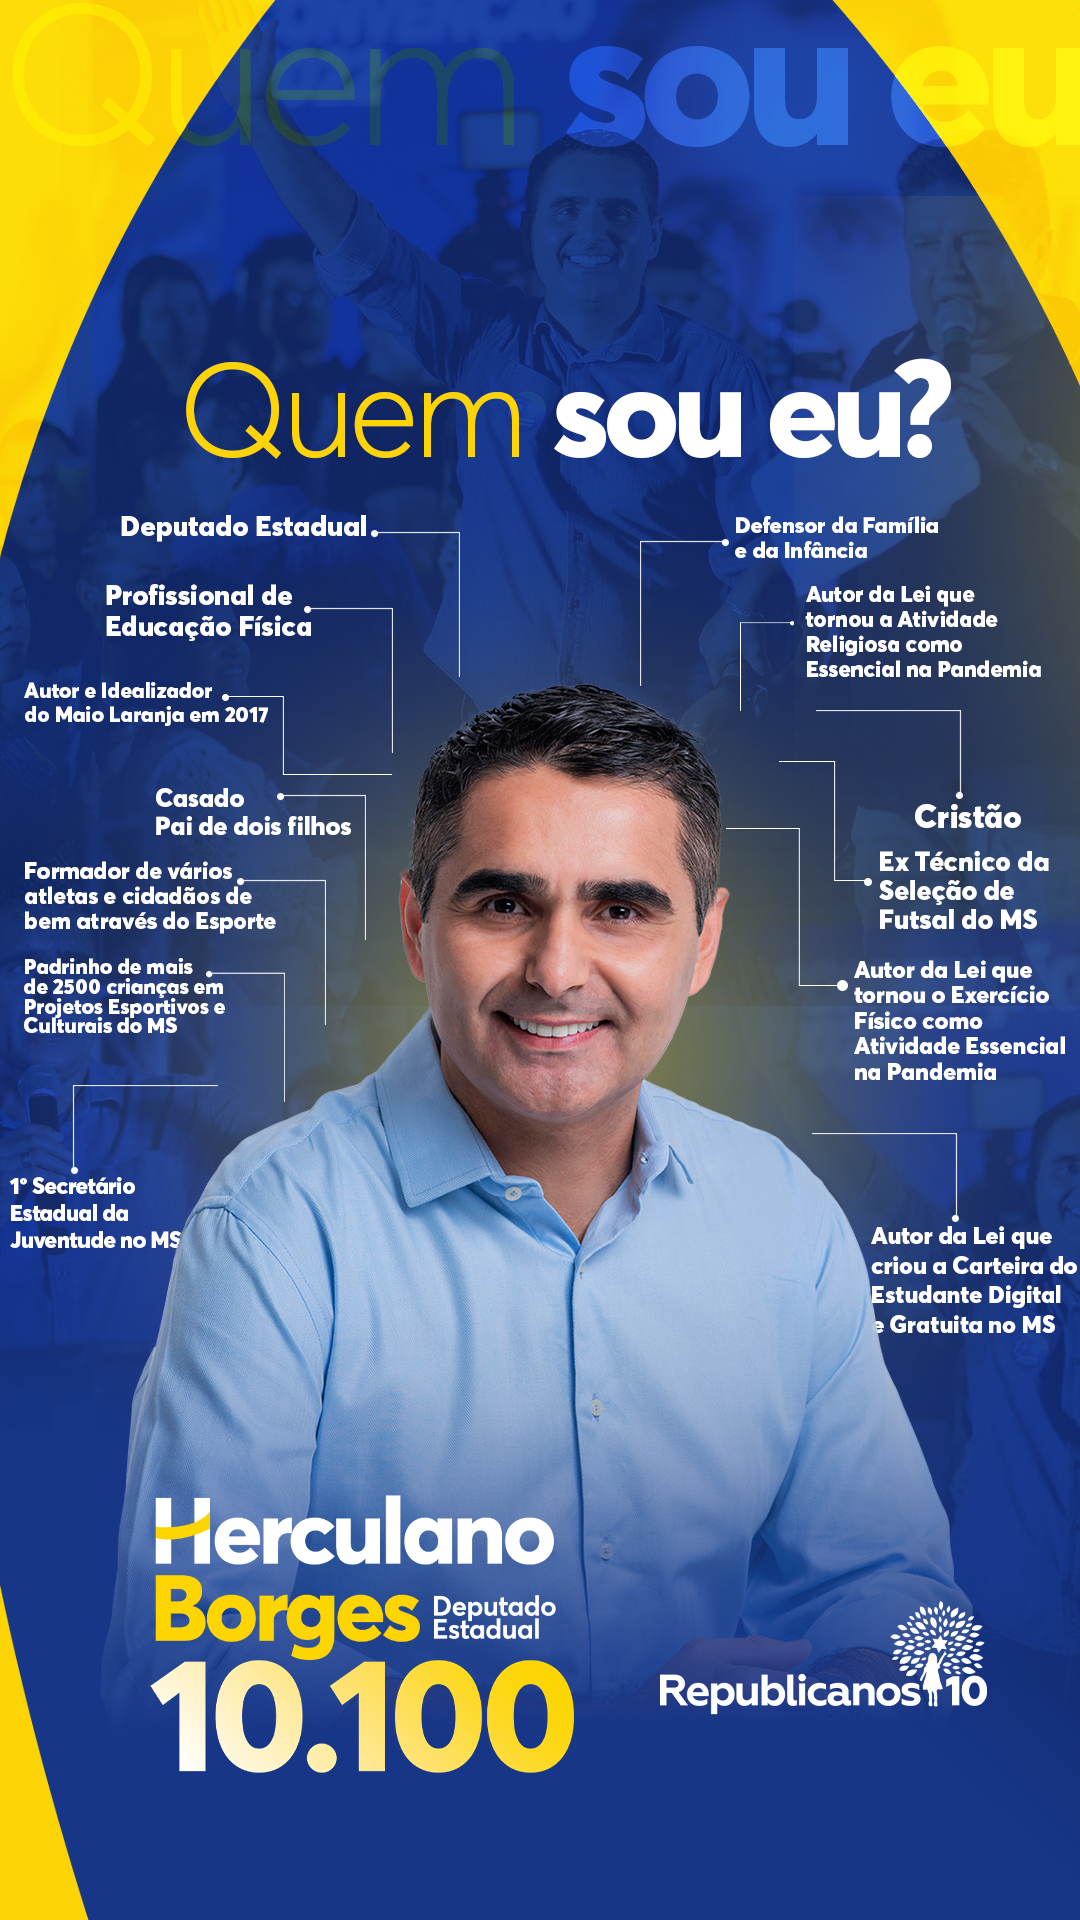 CONVENÇÃO
Quem sou eu
Quem sou eu?
Deputado Estadual
Profissional de
Educação Física
Autor e Idealizador
do Maio Laranja em 2017
Casado
Pai de dois filhos
Formador de vários
atletas e cidadãos de
bem através do Esporte
Padrinho de mais
de 2500 crianças em
Projetos Esportivos e
Culturais do MS
1º Secretário
Estadual da
Juventude no MS
Defensor da Família
e da Infância
Autor da Lei que
tornou a Atividade
Religiosa como
Essencial na Pandemia
Cristão
Ex Técnico da
Seleção de
Futsal do MS
Autor da Lei que
tornou o Exercício
Físico como
Atividade Essencial
na Pandemia
Autor da Lei que
criou a Carteira do
Estudante Digital
e Gratuita no MS
Herculano
Borges
Deputado
Estadual
10.100
Republicanos 10